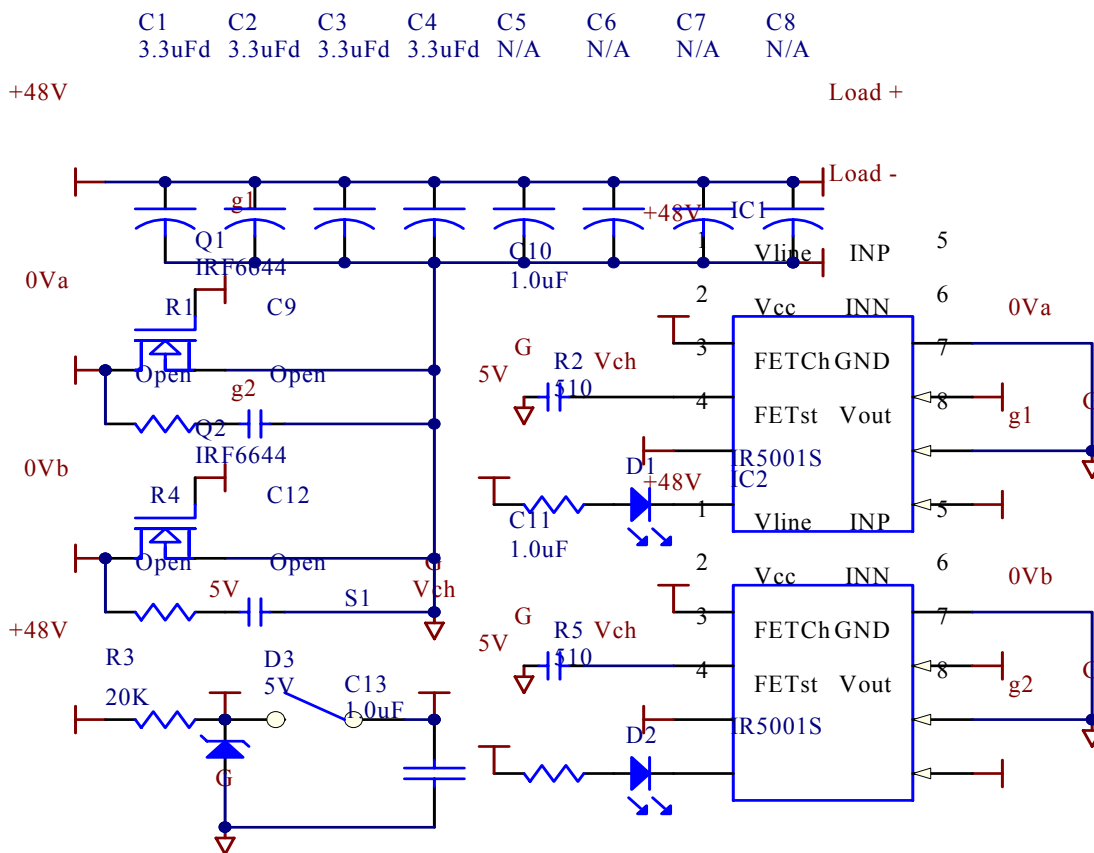 C1 C2 C3 C4 C5 C6 C7 C8
3.3uFd 3.3uFd 3.3uFd 3.3uFd N/A N/A N/A N/A
+48V Load +
Load -
g1 +48V IC1
Q1 C10 1 Vline INP 5
IRF6644 1.0uF
0Va
R1 C9 2 Vcc INN 6 0Va
G R2 Vch 3 FETCh GND 7
Open Open 5V 510
g2 4 FETst Vout 8 g1 G
Q2
IRF6644 D1 IR5001S
0Vb +48V IC2
R4 C12 1 5
C11 Vline INP
1.0uF
Open Open G 2 Vcc INN 6 0Vb
5V S1 Vch
+48V G R5 Vch 3 FETCh GND 7
5V 510
R3 D3 4 FETst Vout 8 g2 G
20K 5V C13
1.0uF D2 IR5001S
G